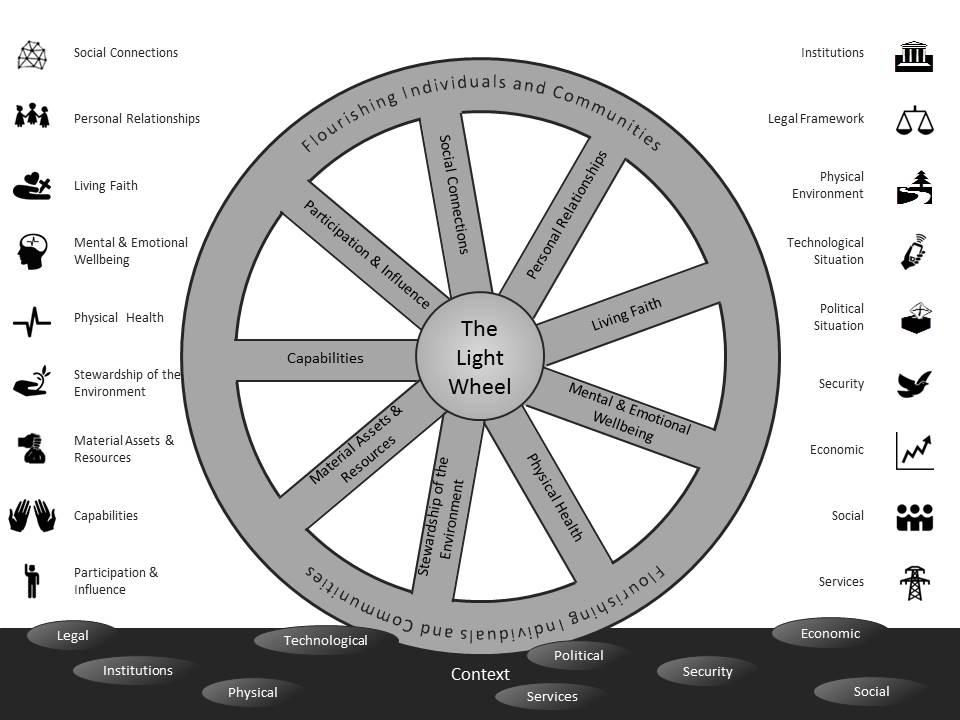 Social Connections
Personal Relationships
Living Faith
Mental & Emotional
Wellbeing
Physical Health
Stewardship of the
Environment
Material Assets &
Resources
Capabilities
Participation &
Influence
Flourishing Individuals and Communities
Social Connections
Personal Relationships
Living Faith
Mental & Emotional
Wellbeing
Physical Health
Stewardship of the
Environment
Material Assets &
Resources
Capabilities
Participation & Influence
The
Light
Wheel
Flourishing Individuals and Communities
Institutions
Legal Framework
Physical
Environment
Technological
Situation
Political
Situation
Security
Economic
Social
Services
Legal
Technological
Economic
Institutions
Context
Political
Security
Physical
Services
Social